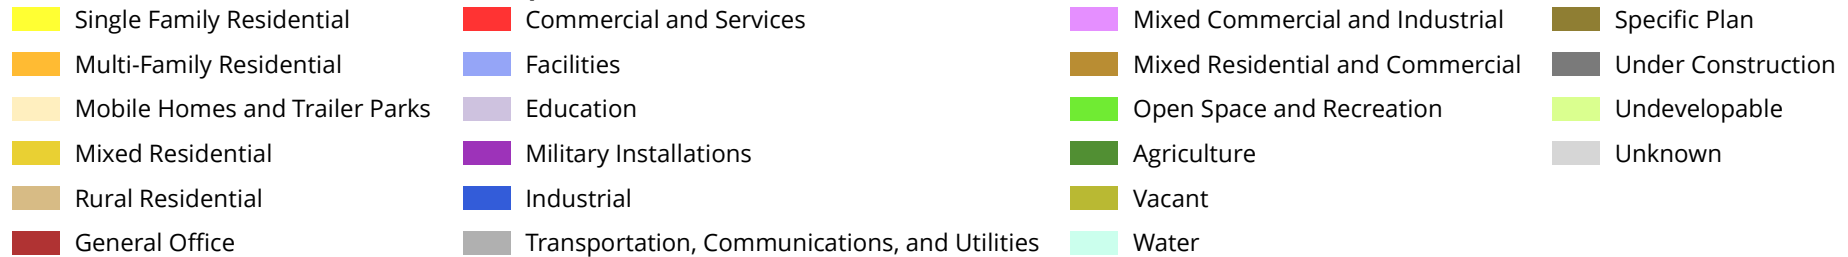 Single Family Residential
Multi-Family Residential
Mobile Homes and Trailer Parks
Mixed Residential
Rural Residential
General Office
Commercial and Services
Facilities
Education
Military Installations
Industrial
Transportation, Communications, and Utilities
Mixed Commercial and Industrial
Mixed Residential and Commercial
Open Space and Recreation
Agriculture
Vacant
Water
Specific Plan
Under Construction
Undevelopable
Unknown